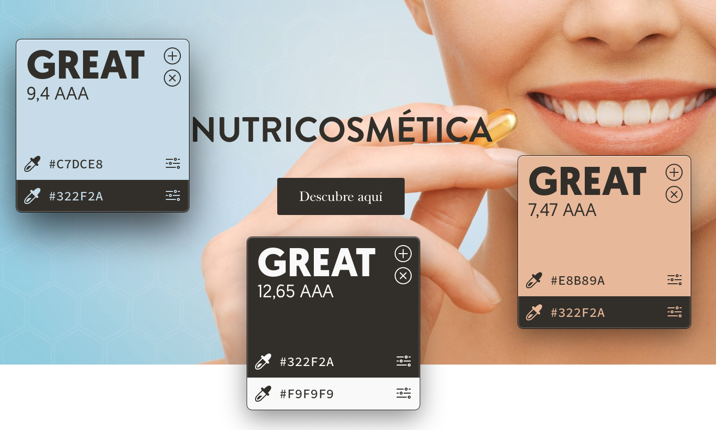 GREAT
9,4 AAA
#C7DCE8
#322F2A
NUTRICOSMÉTICA
Descubre aquí
GREAT
7,47 AAA
#E8B89A
#322F2A
GREAT
12,65 AAA
#322F2A
#F9F9F9